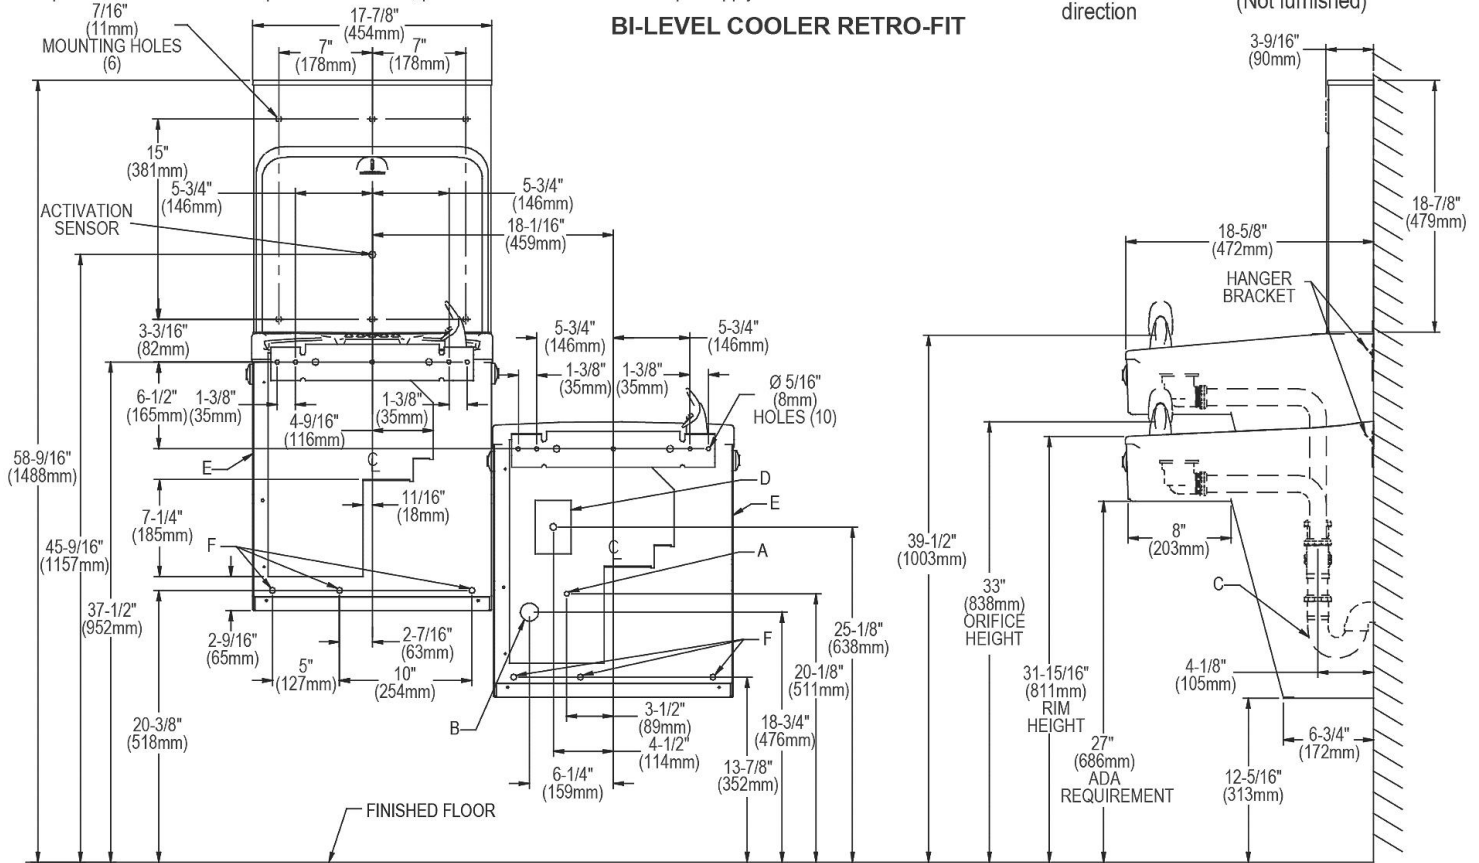 direction
(Not furnished)
BI-LEVEL COOLER RETRO-FIT
7/16"
(11mm)
MOUNTING HOLES
(6)
17-7/8"
(454mm)
7"
(178mm)
7"
(178mm)
3-9/16"
(90mm)
15"
(381mm)
5-3/4"
(146mm)
5-3/4"
(146mm)
ACTIVATION
SENSOR
18-1/16"
(459mm)
18-7/8"
(479mm)
18-5/8"
(472mm)
HANGER
BRACKET
3-3/16"
(82mm)
5-3/4"
(146mm)
5-3/4"
(146mm)
6-1/2"
(165mm)
1-3/8"
(35mm)
4-9/16"
(116mm)
1-3/8"
(35mm)
1-3/8"
(35mm)
1-3/8"
(35mm)
Ø 5/16"
(8mm)
HOLES (10)
58-9/16"
(1488mm)
E
C
L
11/16"
(18mm)
D
E
7-1/4"
(185mm)
F
45-9/16"
(1157mm)
C
L
A
39-1/2"
(1003mm)
8"
(203mm)
C
37-1/2"
(952mm)
33"
(838mm)
ORIFICE
HEIGHT
2-9/16"
(65mm)
2-7/16"
(63mm)
5"
(127mm)
10"
(254mm)
F
25-1/8"
(638mm)
20-1/8"
(511mm)
31-15/16"
(811mm)
RIM
HEIGHT
4-1/8"
(105mm)
20-3/8"
(518mm)
B
3-1/2"
(89mm)
4-1/2"
(114mm)
6-1/4"
(159mm)
18-3/4"
(476mm)
13-7/8"
(352mm)
27"
(686mm)
ADA
REQUIREMENT
6-3/4"
(172mm)
12-5/16"
(313mm)
FINISHED FLOOR